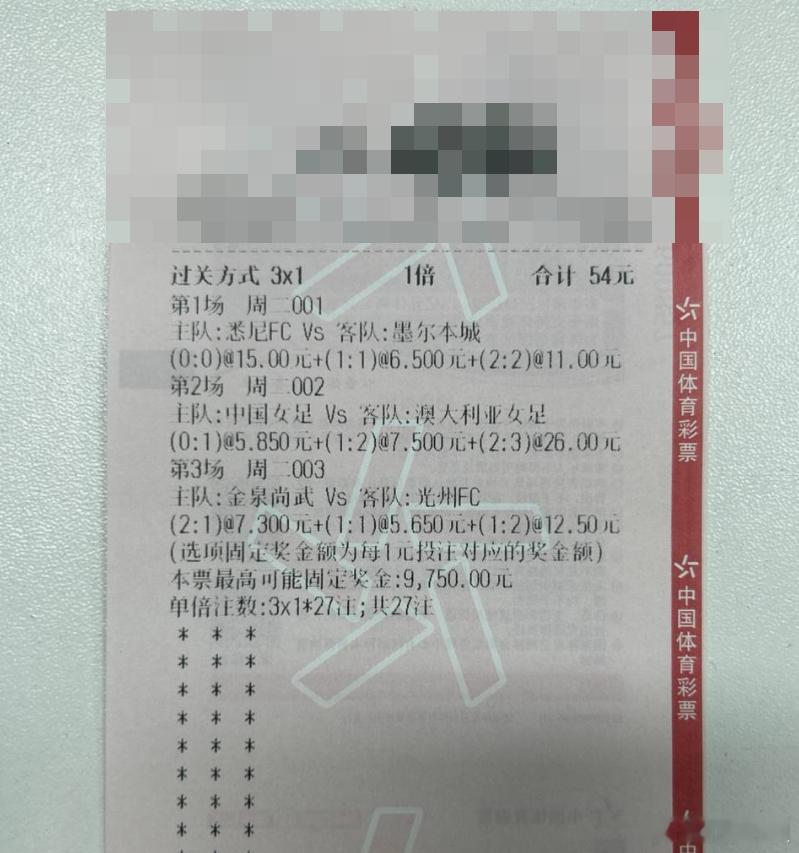 过关方式 3x1 1倍 合计 54元
第1场 周二001
主队:悉尼FC Vs 客队:墨尔本城
(0:0)@15.00元+(1:1)@6.500元+(2:2)@11.00元
第2场 周二002
主队:中国女足 Vs 客队:澳大利亚女足
(0:1)@5.850元+(1:2)@7.500元+(2:3)@26.00元
第3场 周二003
主队:金泉尚武 Vs 客队:光州FC
(2:1)@7.300元+(1:1)@5.650元+(1:2)@12.50元
(选项固定奖金额为每1元投注对应的奖金额)
本票最高可能固定奖金:9,750.00元
单倍注数:3x1*27注;共27注
* * *
* * *
* * *
* * *
* * *
* * *
* * *
* * *
中国体育彩票
中国体育彩票
中